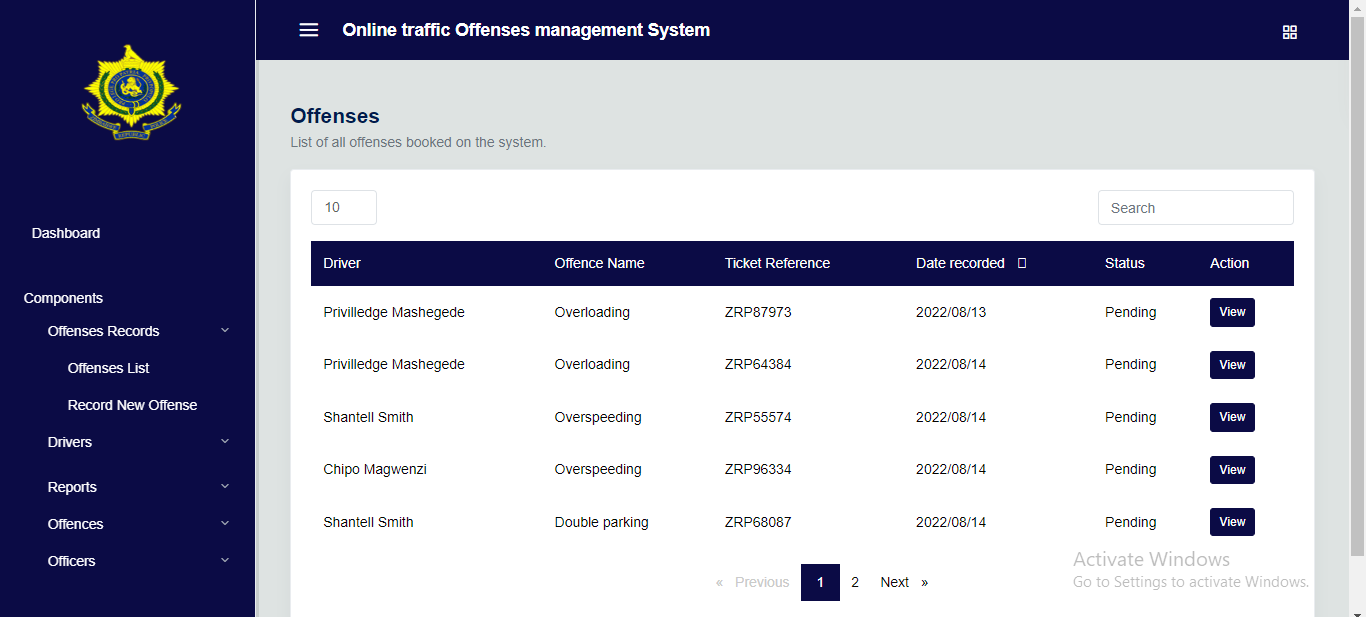 Online traffic Offenses management System
Dashboard
Components
Offenses Records
Offenses List
Record New Offense
Drivers
Reports
Offences
Officers
Offenses
List of all offenses booked on the system.
10
Search
Driver Offence Name Ticket Reference Date recorded Status Action
Privilledge Mashegede Overloading ZRP87973 2022/08/13 Pending View
Privilledge Mashegede Overloading ZRP64384 2022/08/14 Pending View
Shantell Smith Overspeeding ZRP55574 2022/08/14 Pending View
Chipo Magwenzi Overspeeding ZRP96334 2022/08/14 Pending View
Shantell Smith Double parking ZRP68087 2022/08/14 Pending View
« Previous 1 2 Next »
Activate Windows
Go to Settings to activate Windows.